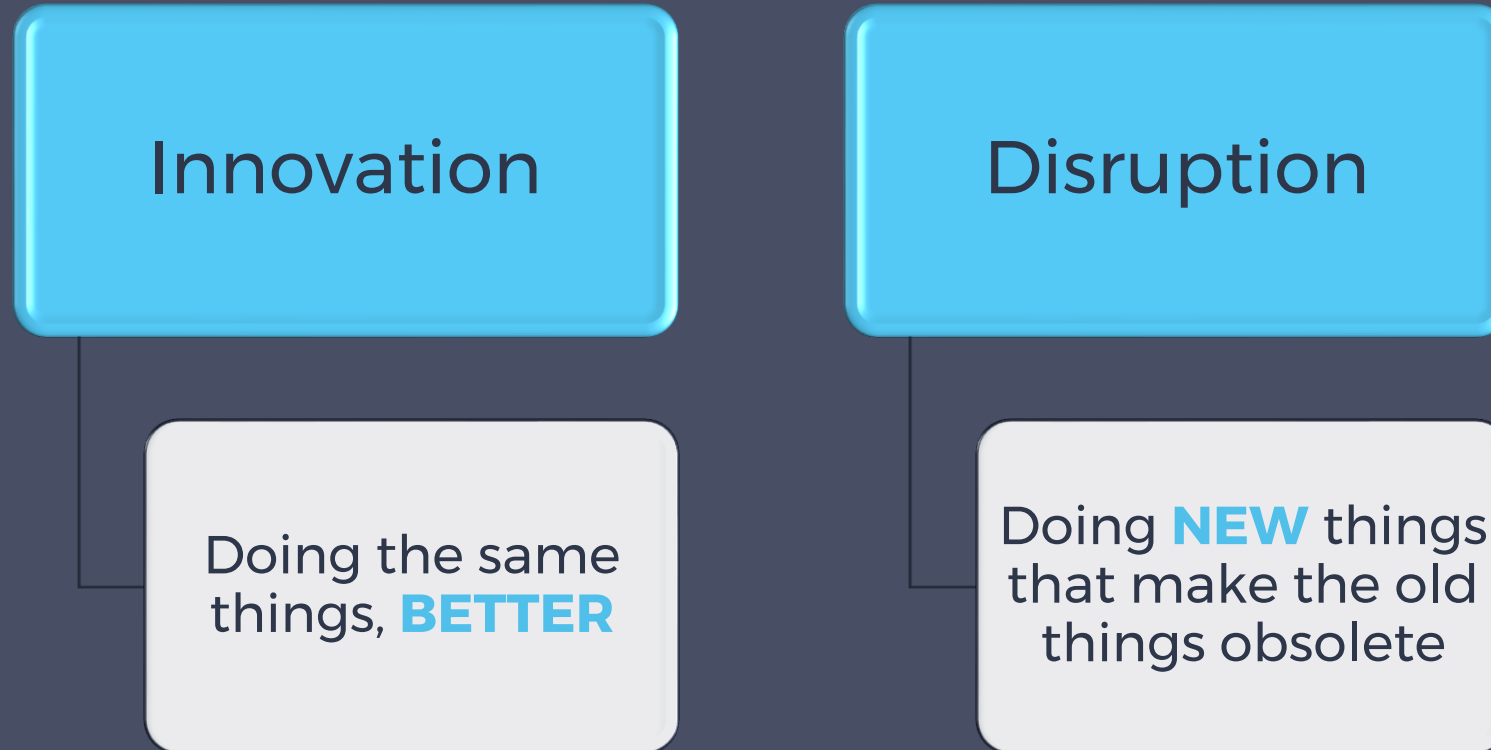 Innovation
Disruption
Doing the same
things, BETTER
Doing NEW things
that make the old
things obsolete